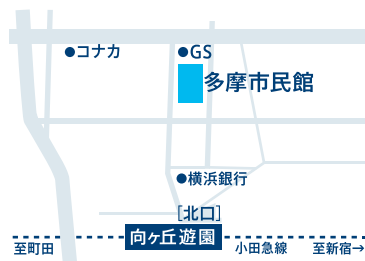 ●コナカ
●GS
多摩市民館
●横浜銀行
［北口］
向ヶ丘遊園
至町田
小田急線
至新宿→